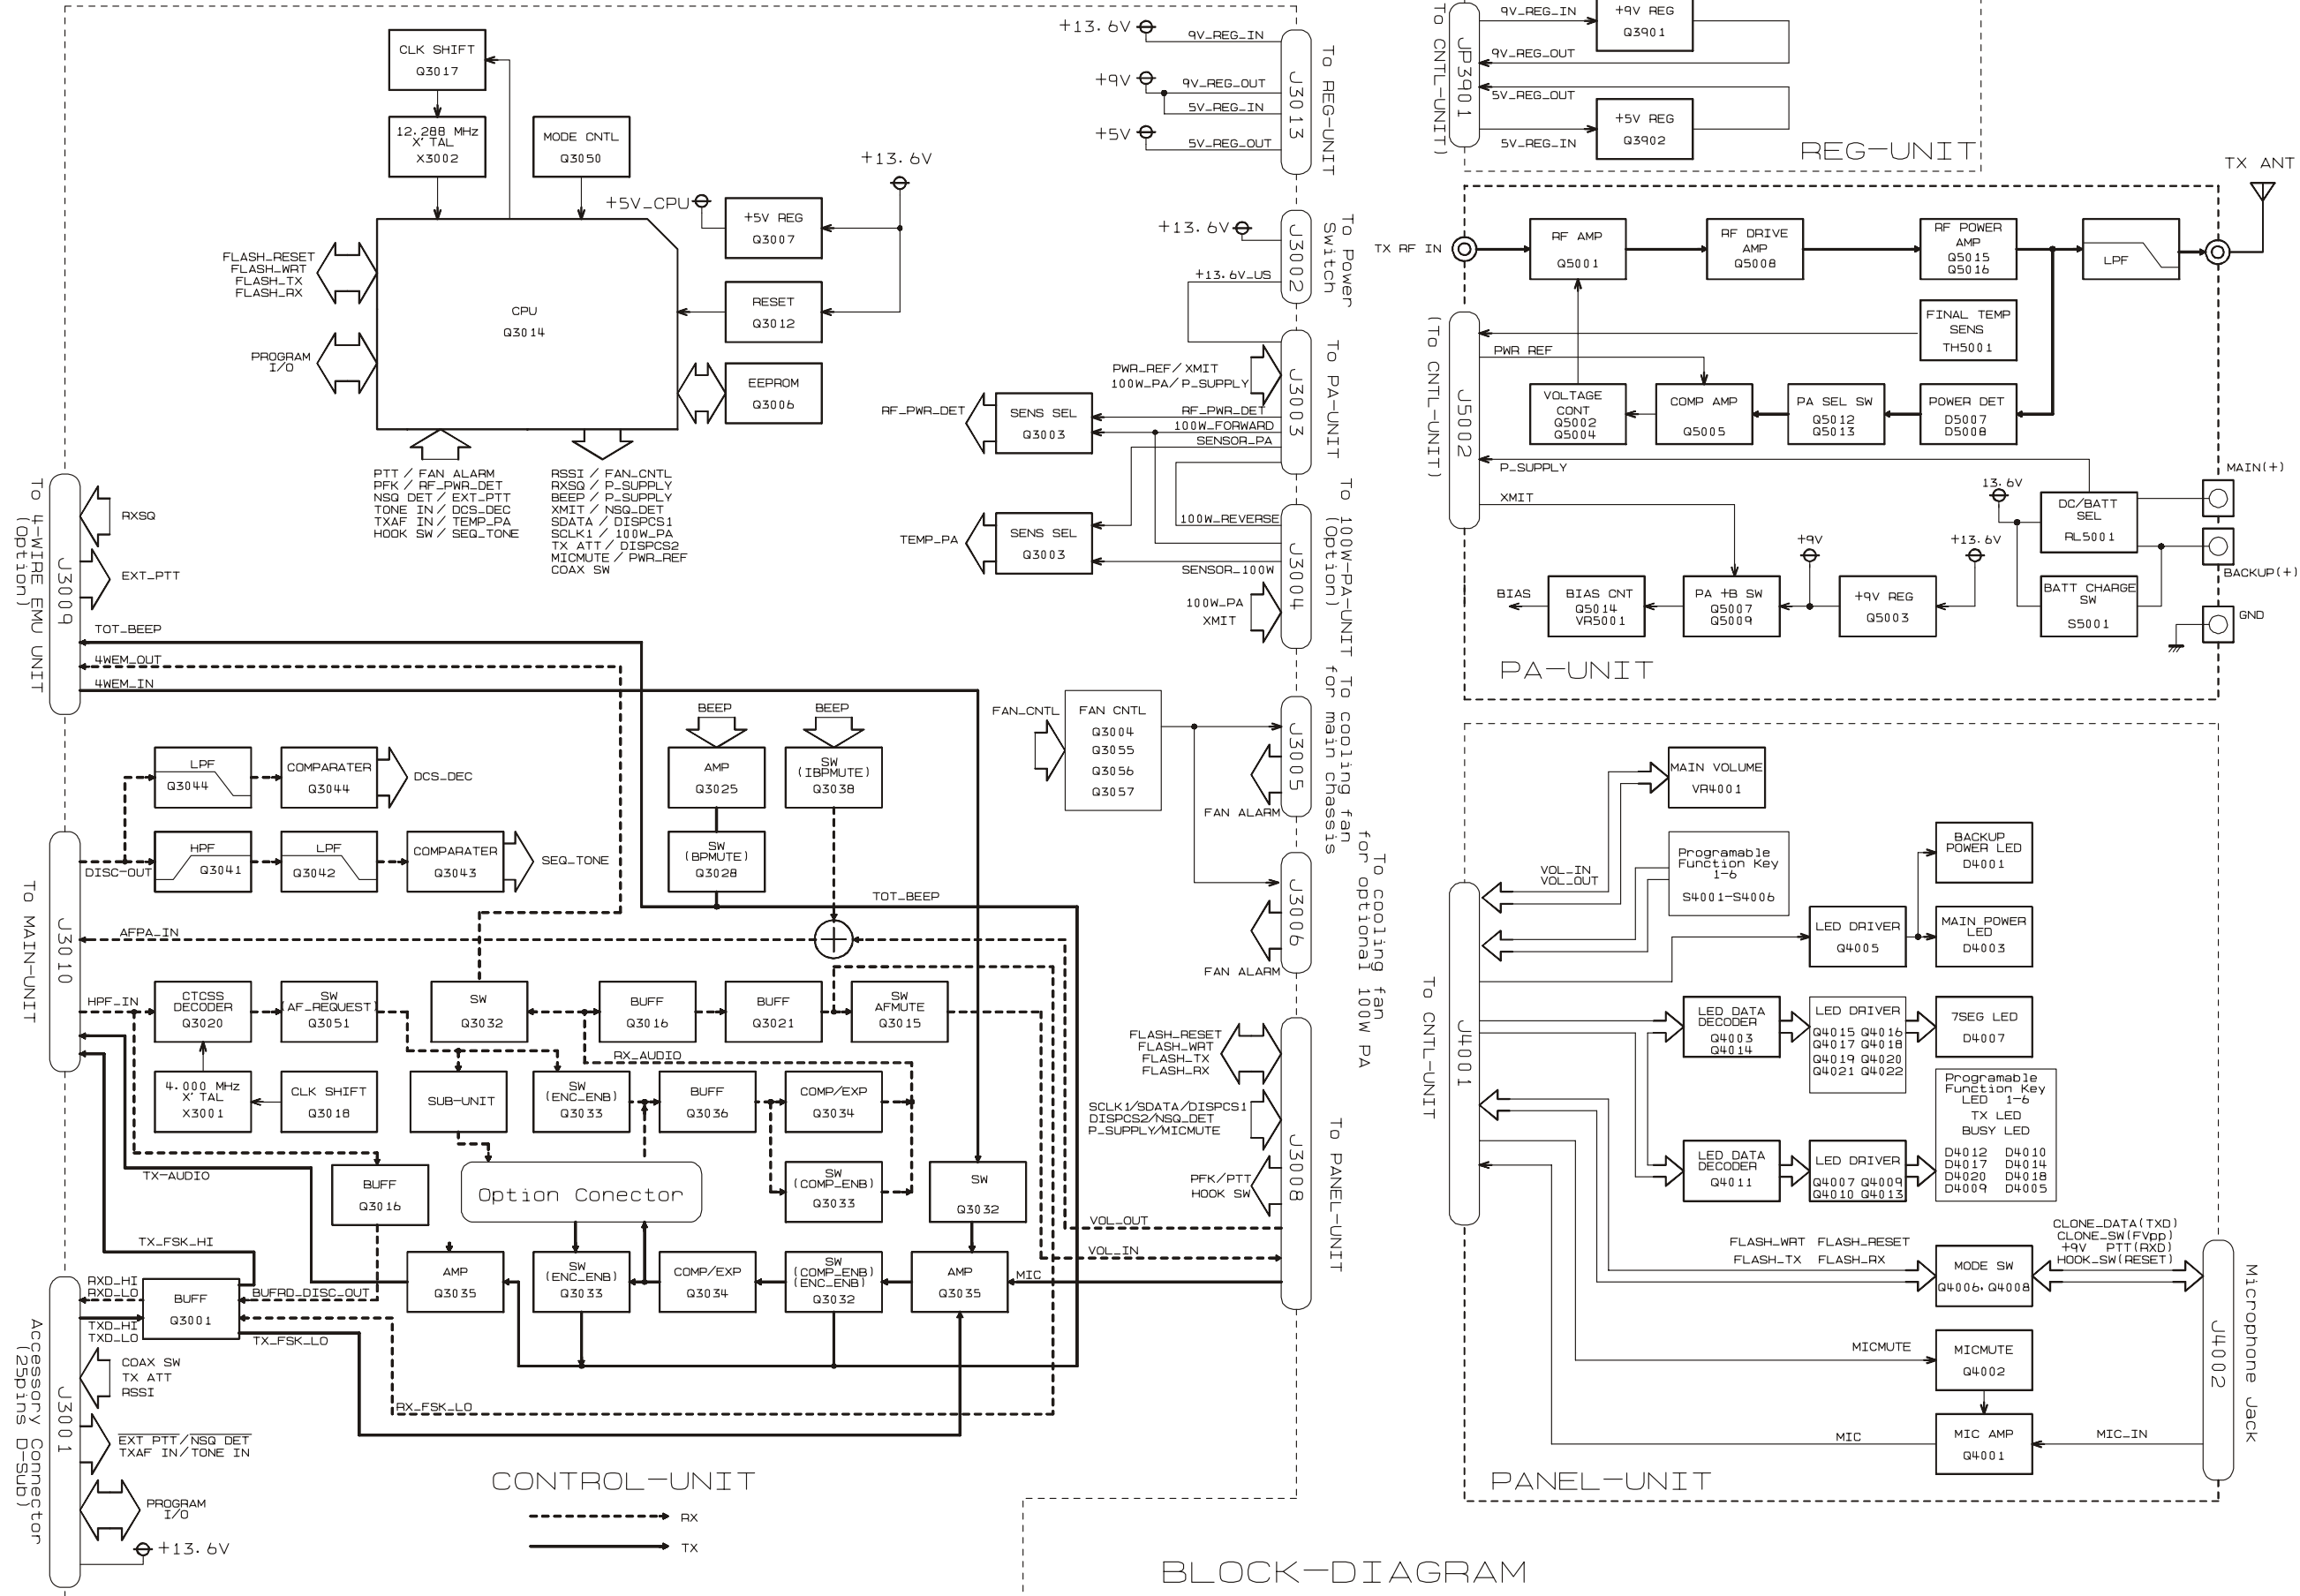 CLK SHIFT
Q3017
12.288 MHz
X'TAL
X3002
MODE CNTL
Q3050
+13.6V
+5V_CPU
+5V REG
Q3007
RESET
Q3012
EEPROM
Q3006
CPU
Q3014
FLASH_RESET
FLASH_WRT
FLASH_TX
FLASH_RX
PROGRAM
I/O
PTT / FAN ALARM
PFK / RF_PWR_DET
NSQ DET / EXT_PTT
TONE IN / DCS_DEC
TXAF IN / TEMP_PA
HOOK SW / SEQ_TONE
RSSI / FAN_CNTL
RXSQ / P_SUPPLY
BEEP / P_SUPPLY
XMIT / NSQ_DET
SDATA / DISPCS1
SCLK1 / 100W_PA
TX ATT / DISPCS2
MICMUTE / PWR_REF
COAX SW
+13.6V
9V_REG_IN
+9V
9V_REG_OUT
5V_REG_IN
+5V
5V_REG_OUT
J3013
To REG-UNIT
+13.6V
+13.6V_US
J3002
To Power
Switch
PWR_REF/XMIT
100W_PA/P_SUPPLY
RF_PWR_DET
SENS SEL
Q3003
RF_PWR_DET
100W_FORWARD
SENSOR_PA
J3003
To PA-UNIT
TEMP_PA
SENS SEL
Q3003
100W_REVERSE
SENSOR_100W
100W_PA
XMIT
J3004
To 100W-PA-UNIT
(Option)
FAN_CNTL
FAN CNTL
Q3004
Q3055
Q3056
Q3057
FAN ALARM
J3005
To cooling fan
for main chassis
FAN ALARM
J3006
To cooling fan
for optional 100W PA
FLASH_RESET
FLASH_WRT
FLASH_TX
FLASH_RX
SCLK1/SDATA/DISPCS1
DISPCS2/NSQ_DET
P_SUPPLY/MICMUTE
PFK/PTT
HOOK SW
VOL_OUT
VOL_IN
MIC
J3008
To PANEL-UNIT
To 4-WIRE EMU UNIT
(Option)
J3009
RXSQ
EXT_PTT
TOT_BEEP
4WEM_OUT
4WEM_IN
BEEP
BEEP
AMP
Q3025
SW
(IBPMUTE)
Q3038
SW
(BPMUTE)
Q3028
TOT_BEEP
LPF
Q3044
COMPARATER
Q3044
DCS_DEC
HPF
Q3041
LPF
Q3042
COMPARATER
Q3043
SEQ_TONE
DISC-OUT
AFPA_IN
To MAIN-UNIT
J3010
HPF_IN
CTCSS
DECODER
Q3020
SW
(AF_REQUEST)
Q3051
SW
Q3032
BUFF
Q3016
BUFF
Q3021
SW
AFMUTE
Q3015
RX_AUDIO
4.000 MHz
X'TAL
X3001
CLK SHIFT
Q3018
SUB-UNIT
SW
(ENC_ENB)
Q3033
BUFF
Q3036
COMP/EXP
Q3034
TX-AUDIO
BUFF
Q3016
Option Conector
SW
(COMP_ENB)
Q3033
SW
Q3032
TX_FSK_HI
RXD_HI
RXD_LO
TXD_HI
TXD_LO
BUFF
Q3001
BUFRD_DISC_OUT
TX_FSK_LO
AMP
Q3035
SW
(ENC_ENB)
Q3033
COMP/EXP
Q3034
SW
(COMP_ENB)
(ENC_ENB)
Q3032
AMP
Q3035
RX_FSK_LO
Accessory Connector
(25pins D-Sub)
J3001
COAX SW
TX ATT
RSSI
EXT PTT/NSQ DET
TXAF IN/TONE IN
PROGRAM
I/O
+13.6V
CONTROL-UNIT
RX
TX
BLOCK-DIAGRAM
To CNTL-UNIT)
JP3901
9V_REG_IN
+9V REG
Q3901
9V_REG_OUT
5V_REG_OUT
5V_REG_IN
+5V REG
Q3902
REG-UNIT
TX ANT
TX RF IN
RF AMP
Q5001
RF DRIVE
AMP
Q5008
RF POWER
AMP
Q5015
Q5016
LPF
FINAL TEMP
SENS
TH5001
(To CNTL-UNIT)
J5002
PWR REF
VOLTAGE
CONT
Q5002
Q5004
COMP AMP
Q5005
PA SEL SW
Q5012
Q5013
POWER DET
D5007
D5008
P_SUPPLY
XMIT
13.6V
DC/BATT
SEL
RL5001
MAIN(+)
BACKUP(+)
GND
+9V
+13.6V
BIAS
BIAS CNT
Q5014
VR5001
PA +B SW
Q5007
Q5009
+9V REG
Q5003
BATT CHARGE
SW
S5001
PA-UNIT
MAIN VOLUME
VR4001
Programable
Function Key
1-6
S4001-S4006
VOL_IN
VOL_OUT
LED DRIVER
Q4005
BACKUP
POWER LED
D4001
MAIN POWER
LED
D4003
To CNTL-UNIT
J4001
LED DATA
DECODER
Q4003
Q4014
LED DRIVER
Q4015 Q4016
Q4017 Q4018
Q4019 Q4020
Q4021 Q4022
7SEG LED
D4007
LED DATA
DECODER
Q4011
LED DRIVER
Q4007 Q4009
Q4010 Q4013
Programable
Function Key
LED 1-6
TX LED
BUSY LED
D4012 D4010
D4017 D4014
D4020 D4018
D4009 D4005
FLASH_WRT FLASH_RESET
FLASH_TX FLASH_RX
MODE SW
Q4006,Q4008
CLONE_DATA(TXD)
CLONE_SW(FVpp)
+9V PTT(RXD)
HOOK_SW(RESET)
MICMUTE
MICMUTE
Q4002
MIC
MIC AMP
Q4001
MIC_IN
J4002
Microphone Jack
PANEL-UNIT